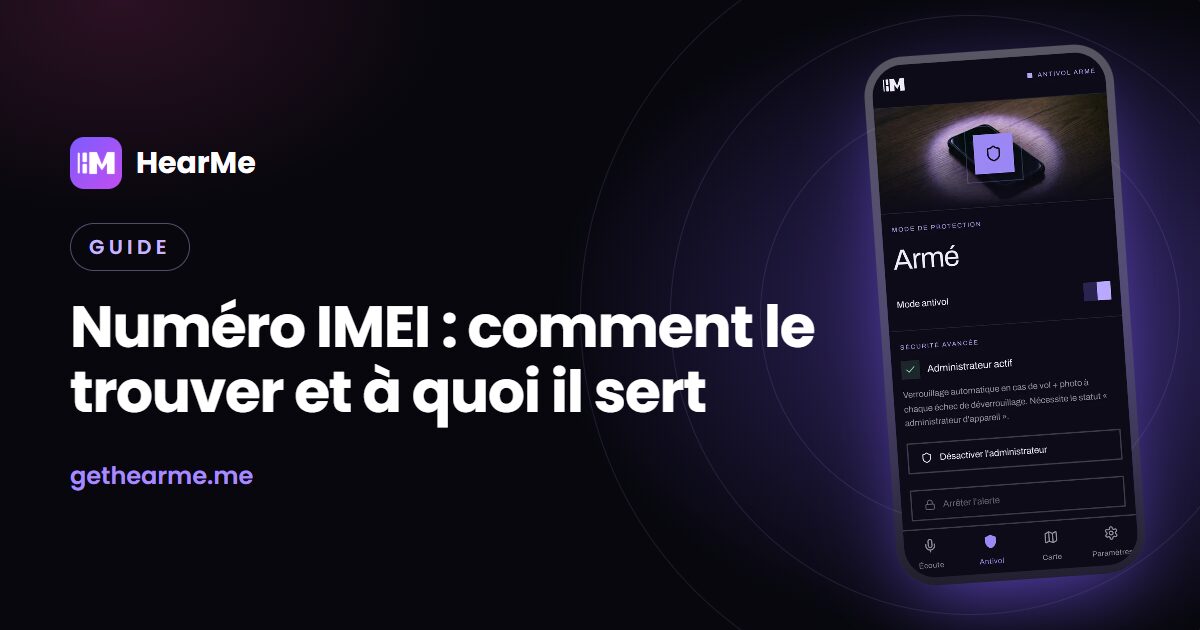 HearMe
GUIDE
Numéro IMEI : comment le
trouver et à quoi il sert
gethearme.me
ANTIVOL ARMÉ
MODE DE PROTECTION
Armé
Mode antivol
SÉCURITÉ AVANCÉE
Administrateur actif
Verrouillage automatique en cas de vol + photo à
chaque échec de déverrouillage. Nécessite le statut «
administrateur d'appareil ».
Désactiver l'administrateur
Arrêter l'alerte
Écoute
Antivol
Carte
Paramètres